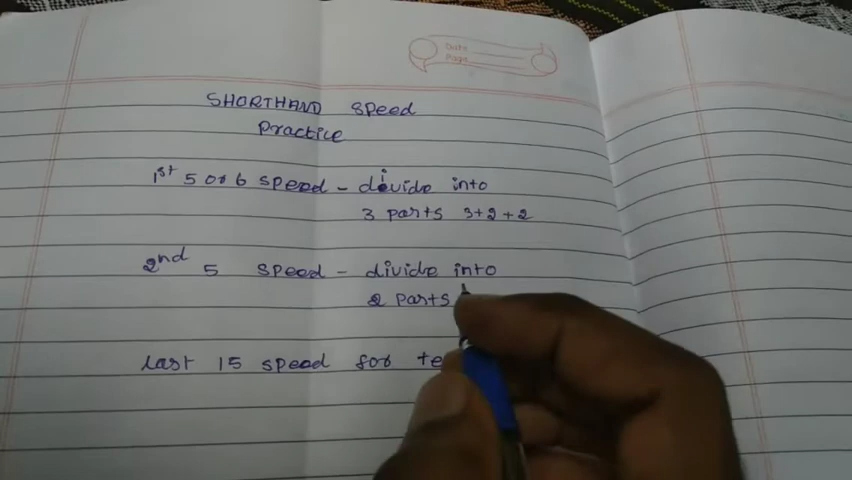 Date
Page
SHORTHAND speed
Practice
1st 5 or 6 speed - divide into
3 parts 3+2+2
2nd 5 speed - divide into
2 parts
Last 15 speed for